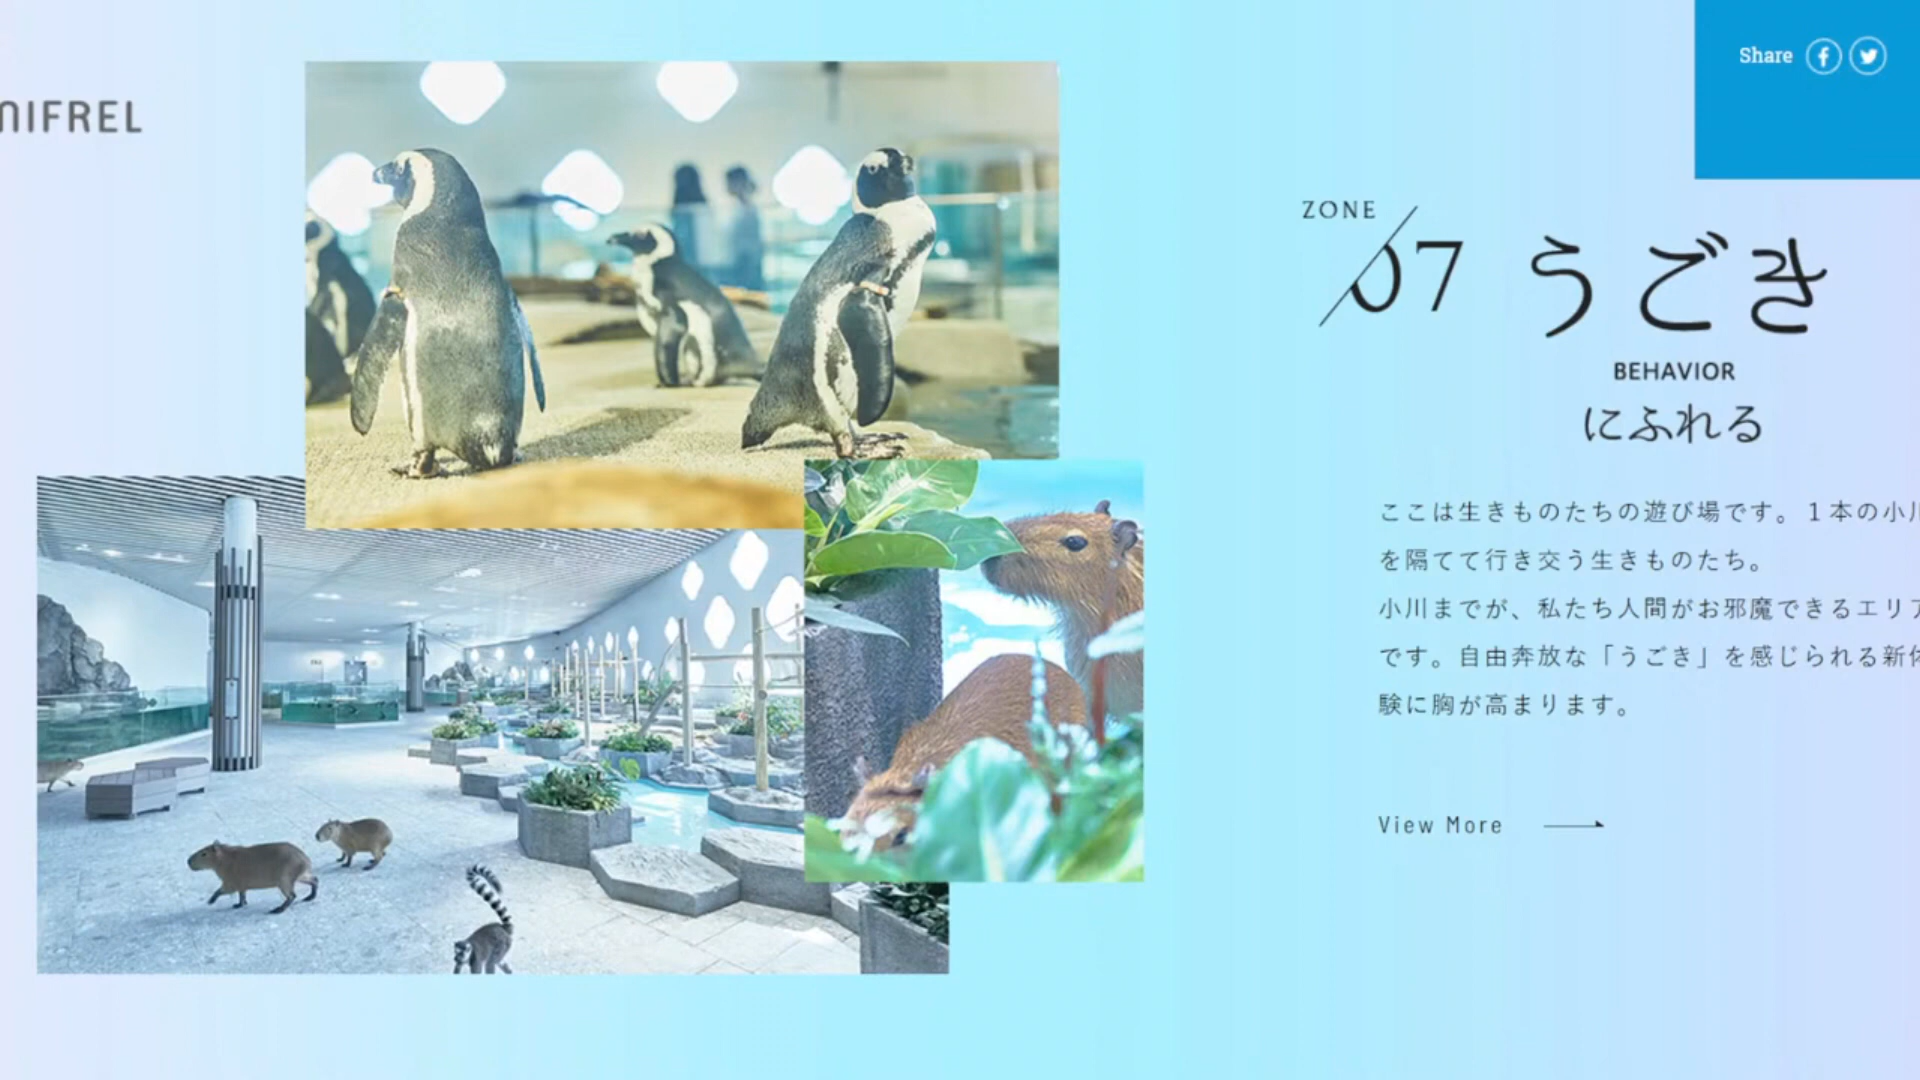 NIFREL
Share
ZONE
07
うごき
BEHAVIOR
にふれる
ここは生きものたちの遊び場です。1本の小川
を隔てて行き交う生きものたち。
小川までが、私たち人間がお邪魔できるエリア
です。自由奔放な「うごき」を感じられる新体
験に胸が高まります。
View More